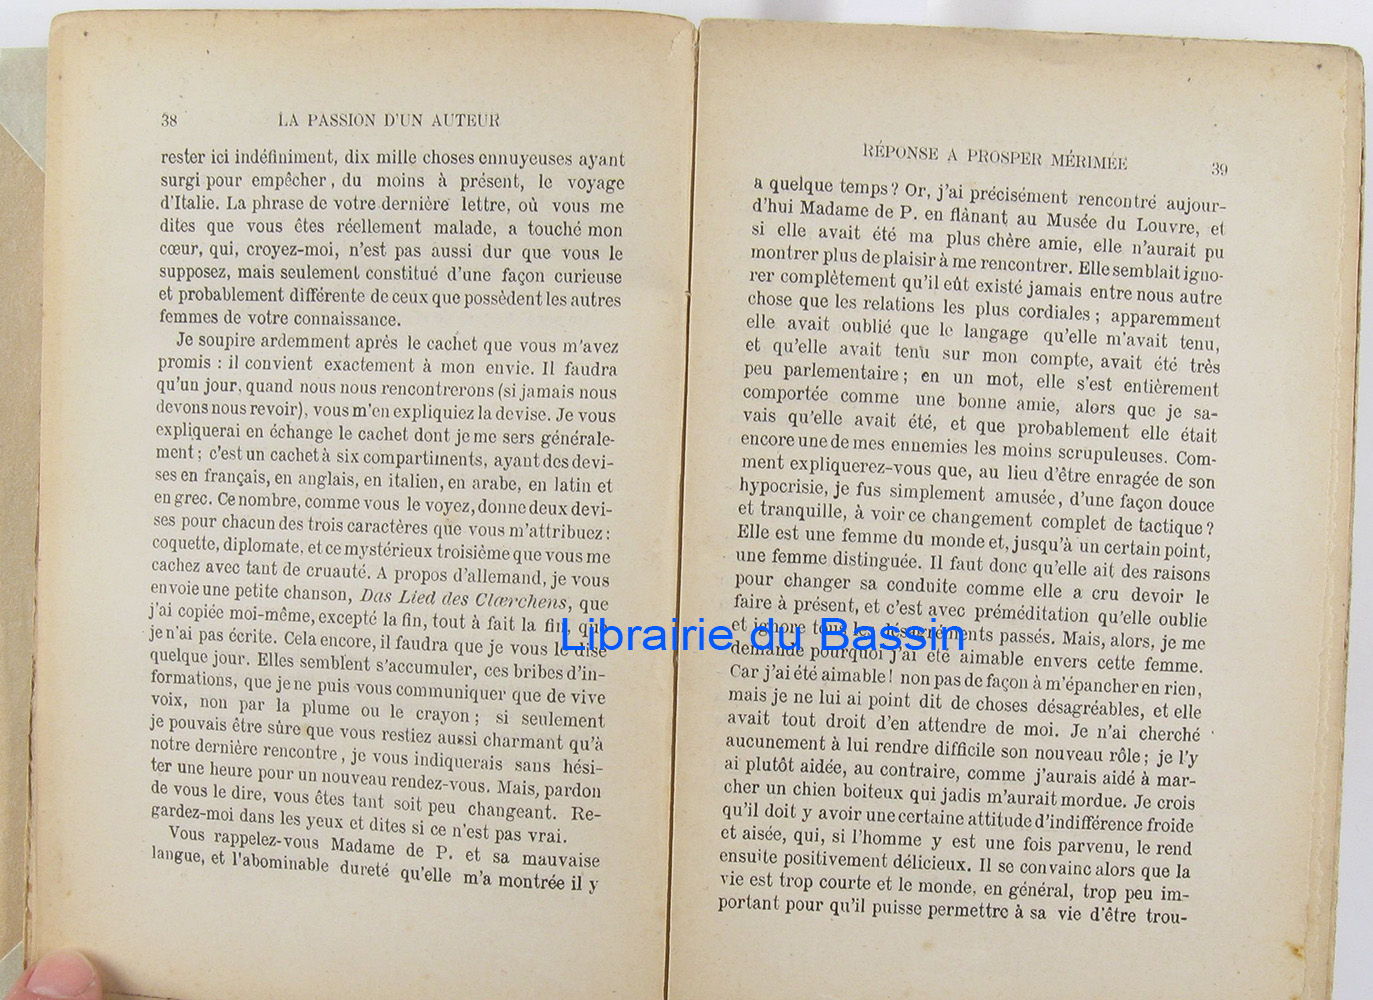 38 LA PASSION D'UN AUTEUR
rester ici indéfiniment, dix mille choses ennuyeuses ayant
surgi pour empêcher, du moins à présent, le voyage
d'Italie. La phrase de votre dernière lettre, où vous me
dites que vous êtes réellement malade, a touché mon
cœur, qui, croyez-moi, n'est pas aussi dur que vous le
supposez, mais seulement constitué d'une façon curieuse
et probablement différente de ceux que possèdent les autres
femmes de votre connaissance.
Je soupire ardemment après le cachet que vous m'avez
promis : il convient exactement à mon envie. Il faudra
qu'un jour, quand nous nous rencontrerons (si jamais nous
devons nous revoir), vous m'en expliquiez la devise. Je vous
expliquerai en échange le cachet dont je me sers générale-
ment ; c'est un cachet à six compartiments, ayant des devi-
ses en français, en anglais, en italien, en arabe, en latin et
en grec. Ce nombre, comme vous le voyez, donne deux devi-
ses pour chacun des trois caractères que vous m'attribuez :
coquette, diplomate, et ce mystérieux troisième que vous me
cachez avec tant de cruauté. A propos d'allemand, je vous
envoie une petite chanson, Das Lied des Clœrchens, que
j'ai copiée moi-même, excepté la fin, tout à fait la fin, que
je n'ai pas écrite. Cela encore, il faudra que je vous le dise
quelque jour. Elles semblent s'accumuler, ces bribes d'in-
formations, que je ne puis vous communiquer que de vive
voix, non par la plume ou le crayon ; si seulement
je pouvais être sûre que vous restiez aussi charmant qu'à
notre dernière rencontre, je vous indiquerais sans hési-
ter une heure pour un nouveau rendez-vous. Mais, pardon
de vous le dire, vous êtes tant soit peu changeant. Re-
gardez-moi dans les yeux et dites si ce n'est pas vrai.
Vous rappelez-vous Madame de P. et sa mauvaise
langue, et l'abominable dureté qu'elle m'a montrée il y
RÉPONSE A PROSPER MÉRIMÉE 39
a quelque temps ? Or, j'ai précisément rencontré aujour-
d'hui Madame de P. en flânant au Musée du Louvre, et
si elle avait été ma plus chère amie, elle n'aurait pu
montrer plus de plaisir à me rencontrer. Elle semblait igno-
rer complètement qu'il eût existé jamais entre nous autre
chose que les relations les plus cordiales ; apparemment
elle avait oublié que le langage qu'elle m'avait tenu,
et qu'elle avait tenu sur mon compte, avait été très
peu parlementaire ; en un mot, elle s'est entièrement
comportée comme une bonne amie, alors que je sa-
vais qu'elle avait été, et que probablement elle était
encore une de mes ennemies les moins scrupuleuses. Com-
ment expliquerez-vous que, au lieu d'être enragée de son
hypocrisie, je fus simplement amusée, d'une façon douce
et tranquille, à voir ce changement complet de tactique ?
Elle est une femme du monde et, jusqu'à un certain point,
une femme distinguée. Il faut donc qu'elle ait des raisons
pour changer sa conduite comme elle a cru devoir le
faire à présent, et c'est avec préméditation qu'elle oublie
et ignore tous les désagréments passés. Mais, alors, je me
demande pourquoi j'ai été aimable envers cette femme.
Car j'ai été aimable ! non pas de façon à m'épancher en rien,
mais je ne lui ai point dit de choses désagréables, et elle
avait tout droit d'en attendre de moi. Je n'ai cherché
aucunement à lui rendre difficile son nouveau rôle ; je l'y
ai plutôt aidée, au contraire, comme j'aurais aidé à mar-
cher un chien boiteux qui jadis m'aurait mordue. Je crois
qu'il doit y avoir une certaine attitude d'indifférence froide
et aisée, qui, si l'homme y est une fois parvenu, le rend
ensuite positivement délicieux. Il se convainc alors que la
vie est trop courte et le monde, en général, trop peu im-
portant pour qu'il puisse permettre à sa vie d'être trou-
Librairie du Bassin